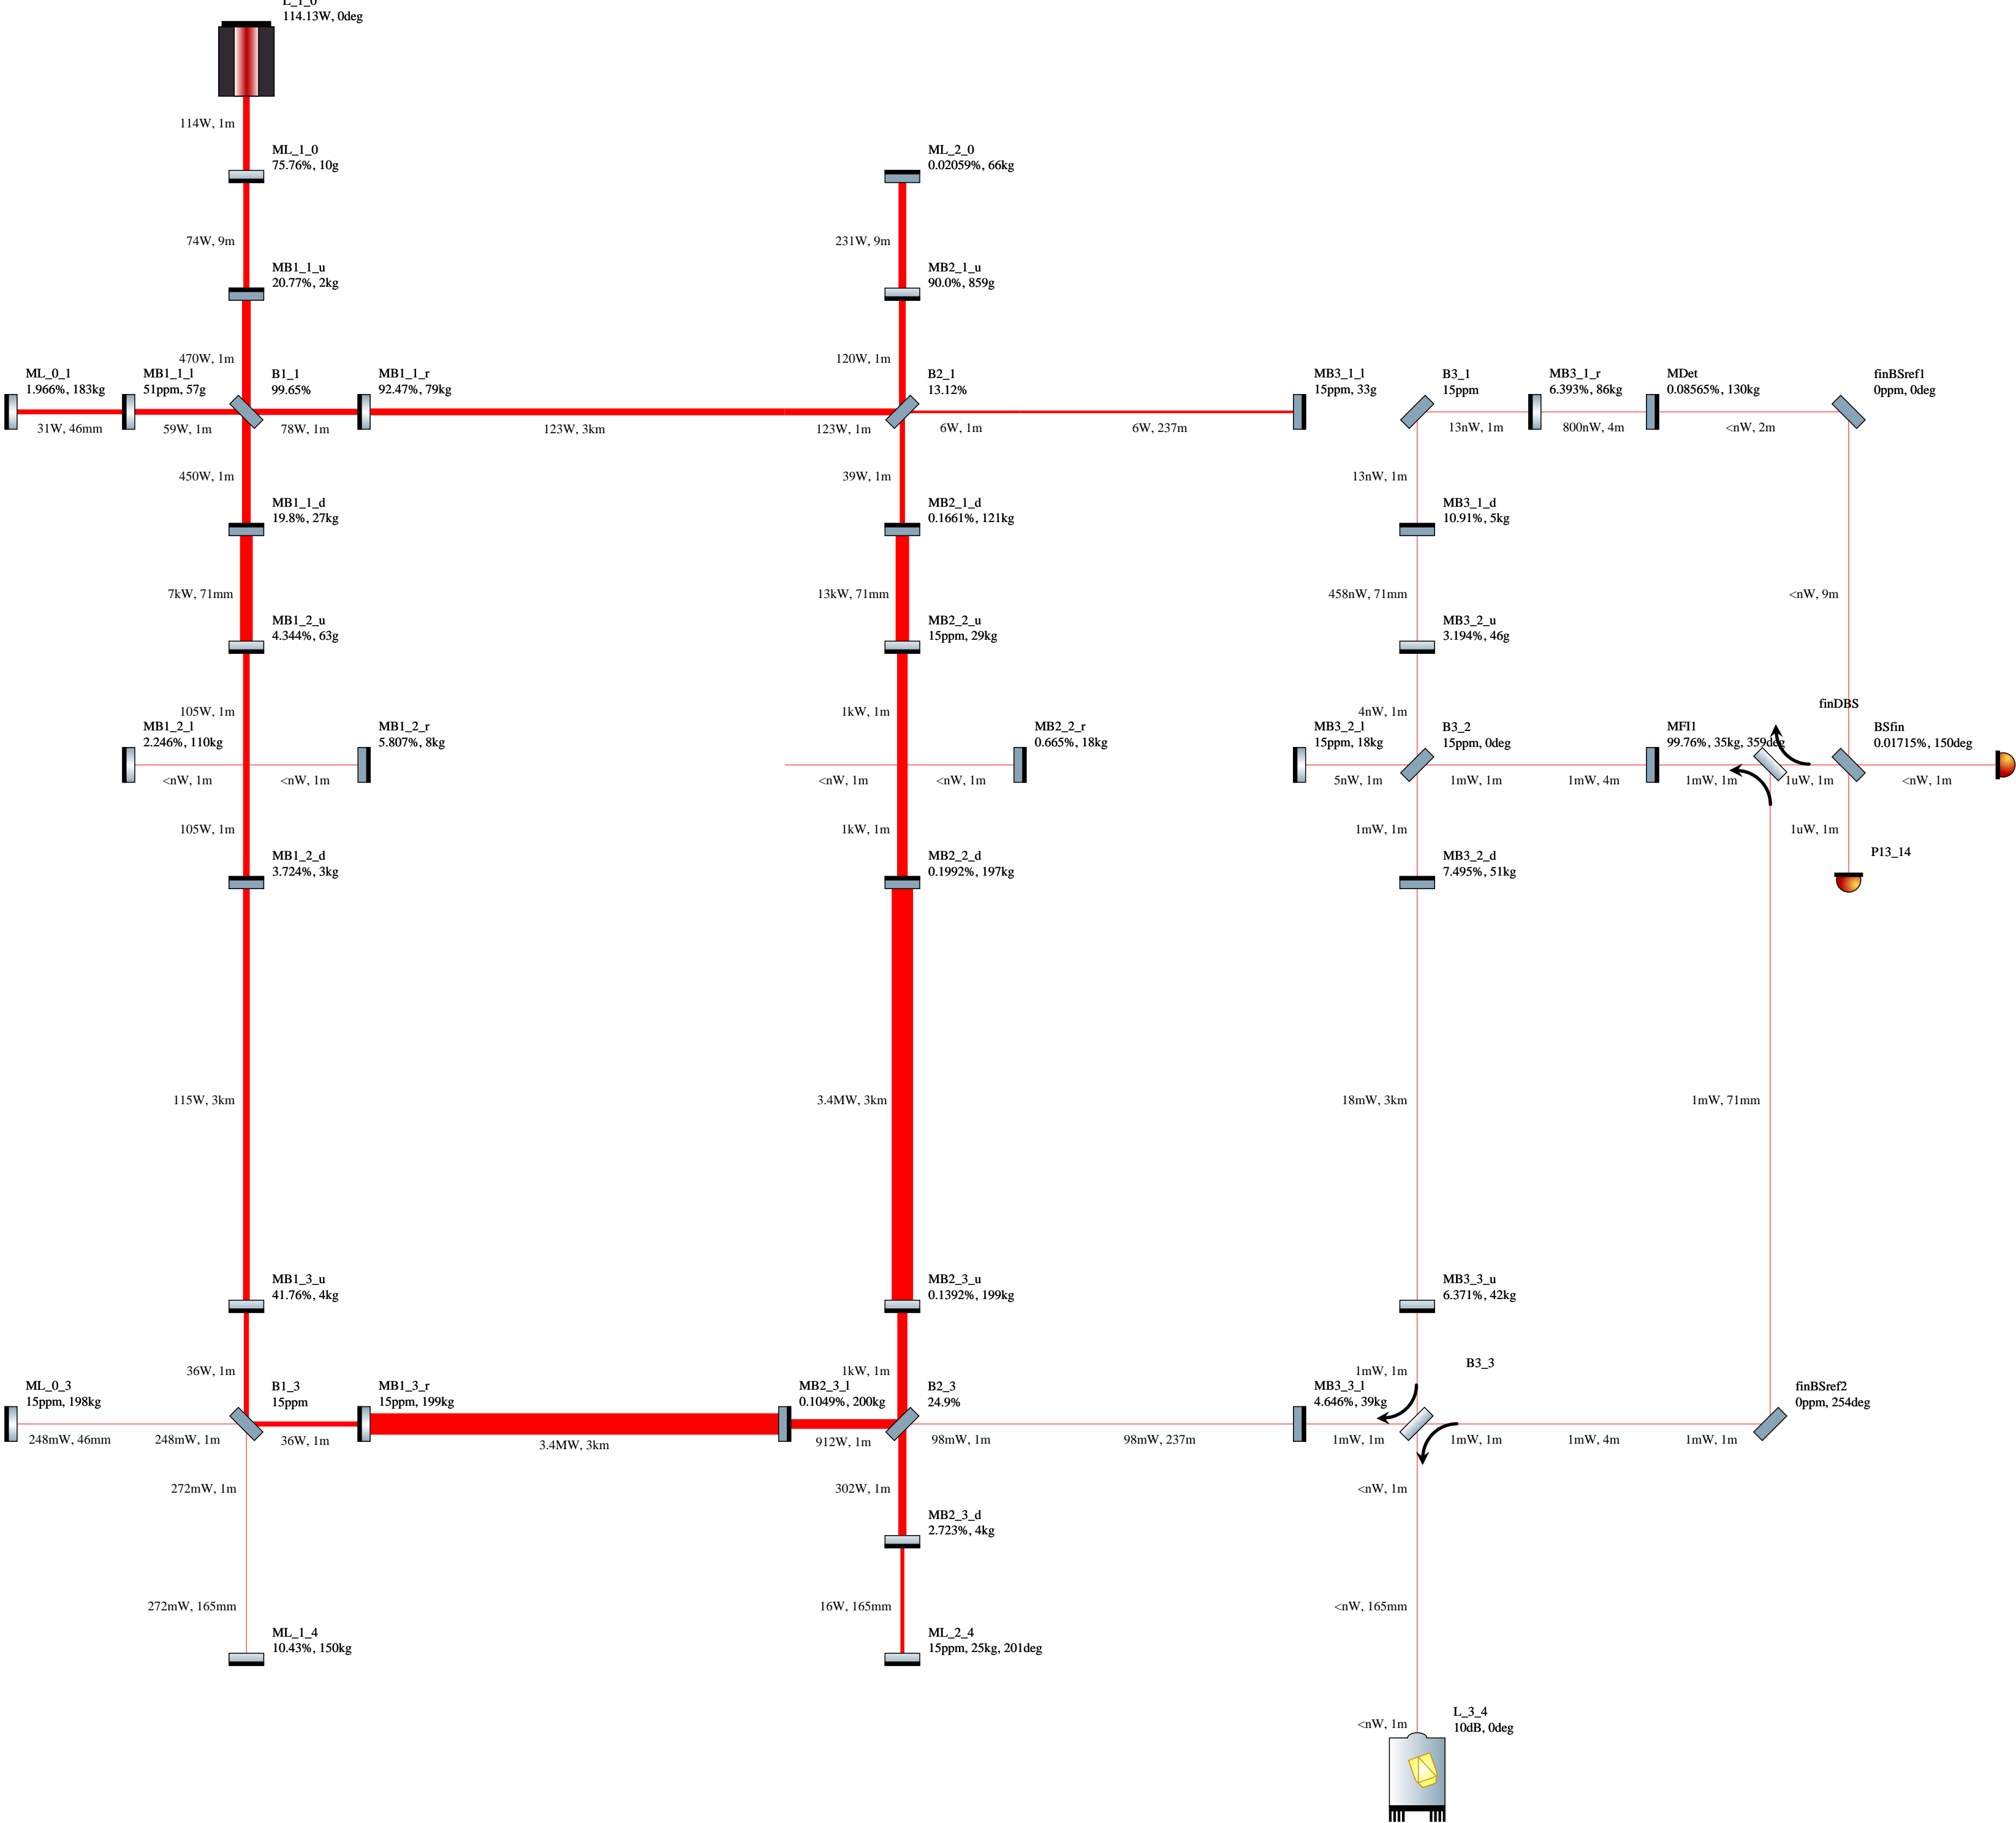 L_1_0
114.13W, 0deg
114W, 1m
ML_1_0
75.76%, 10g
ML_2_0
0.02059%, 66kg
74W, 9m
231W, 9m
MB1_1_u
20.77%, 2kg
MB2_1_u
90.0%, 859g
470W, 1m
120W, 1m
ML_0_1
1.966%, 183kg
MB1_1_l
51ppm, 57g
B1_1
99.65%
MB1_1_r
92.47%, 79kg
B2_1
13.12%
MB3_1_l
15ppm, 33g
B3_1
15ppm
MB3_1_r
6.393%, 86kg
MDet
0.08565%, 130kg
finBSref1
0ppm, 0deg
31W, 46mm
59W, 1m
78W, 1m
123W, 3km
123W, 1m
6W, 1m
6W, 237m
13nW, 1m
800nW, 4m
<nW, 2m
450W, 1m
39W, 1m
13nW, 1m
MB1_1_d
19.8%, 27kg
MB2_1_d
0.1661%, 121kg
MB3_1_d
10.91%, 5kg
7kW, 71mm
13kW, 71mm
458nW, 71mm
<nW, 9m
MB1_2_u
4.344%, 63g
MB2_2_u
15ppm, 29kg
MB3_2_u
3.194%, 46g
105W, 1m
1kW, 1m
4nW, 1m
finDBS
MB1_2_l
2.246%, 110kg
MB1_2_r
5.807%, 8kg
MB2_2_r
0.665%, 18kg
MB3_2_l
15ppm, 18kg
B3_2
15ppm, 0deg
MFI1
99.76%, 35kg, 359deg
BSfin
0.01715%, 150deg
<nW, 1m
<nW, 1m
<nW, 1m
<nW, 1m
5nW, 1m
1mW, 1m
1mW, 4m
1mW, 1m
1uW, 1m
<nW, 1m
105W, 1m
1kW, 1m
1mW, 1m
1uW, 1m
MB1_2_d
3.724%, 3kg
MB2_2_d
0.1992%, 197kg
MB3_2_d
7.495%, 51kg
P13_14
115W, 3km
3.4MW, 3km
18mW, 3km
1mW, 71mm
MB1_3_u
41.76%, 4kg
MB2_3_u
0.1392%, 199kg
MB3_3_u
6.371%, 42kg
36W, 1m
1kW, 1m
1mW, 1m
B3_3
ML_0_3
15ppm, 198kg
B1_3
15ppm
MB1_3_r
15ppm, 199kg
MB2_3_l
0.1049%, 200kg
B2_3
24.9%
MB3_3_l
4.646%, 39kg
finBSref2
0ppm, 254deg
248mW, 46mm
248mW, 1m
36W, 1m
3.4MW, 3km
912W, 1m
98mW, 1m
98mW, 237m
1mW, 1m
1mW, 1m
1mW, 4m
1mW, 1m
272mW, 1m
302W, 1m
<nW, 1m
MB2_3_d
2.723%, 4kg
272mW, 165mm
16W, 165mm
<nW, 165mm
ML_1_4
10.43%, 150kg
ML_2_4
15ppm, 25kg, 201deg
<nW, 1m
L_3_4
10dB, 0deg